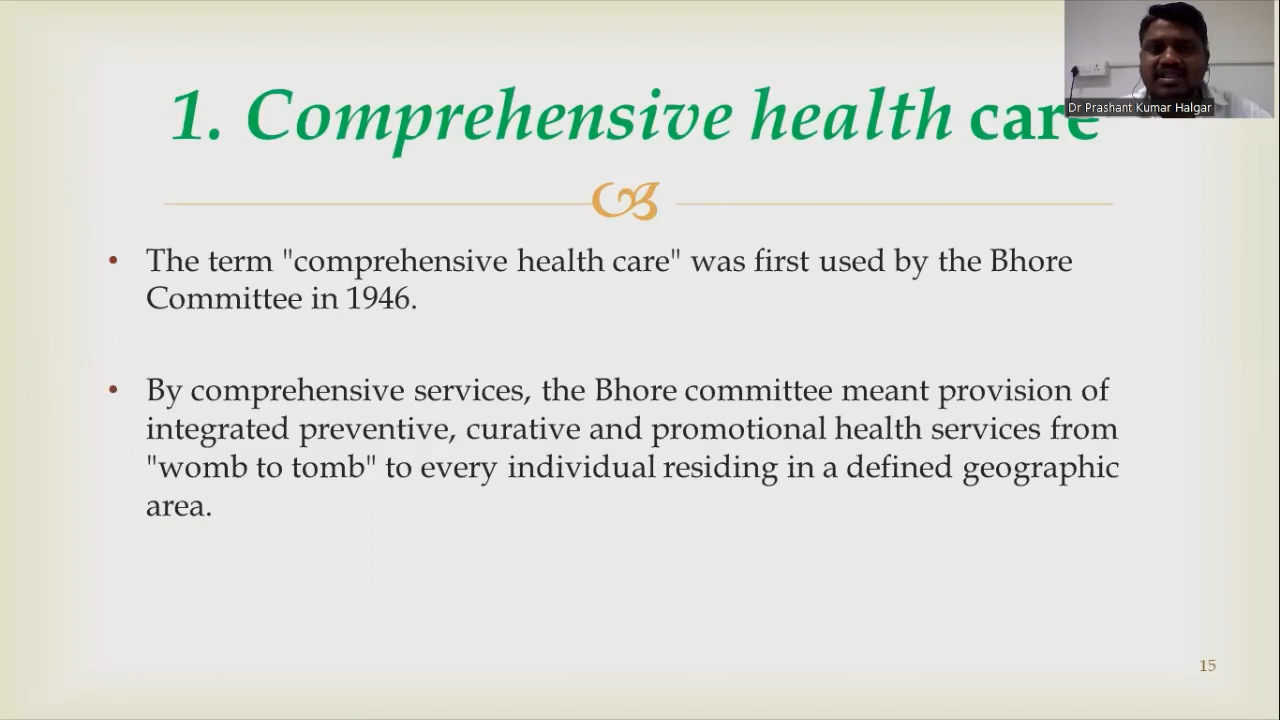 1. Comprehensive health care
Dr Prashant Kumar Halgar
• The term "comprehensive health care" was first used by the Bhore
Committee in 1946.
• By comprehensive services, the Bhore committee meant provision of
integrated preventive, curative and promotional health services from
"womb to tomb" to every individual residing in a defined geographic
area.
15